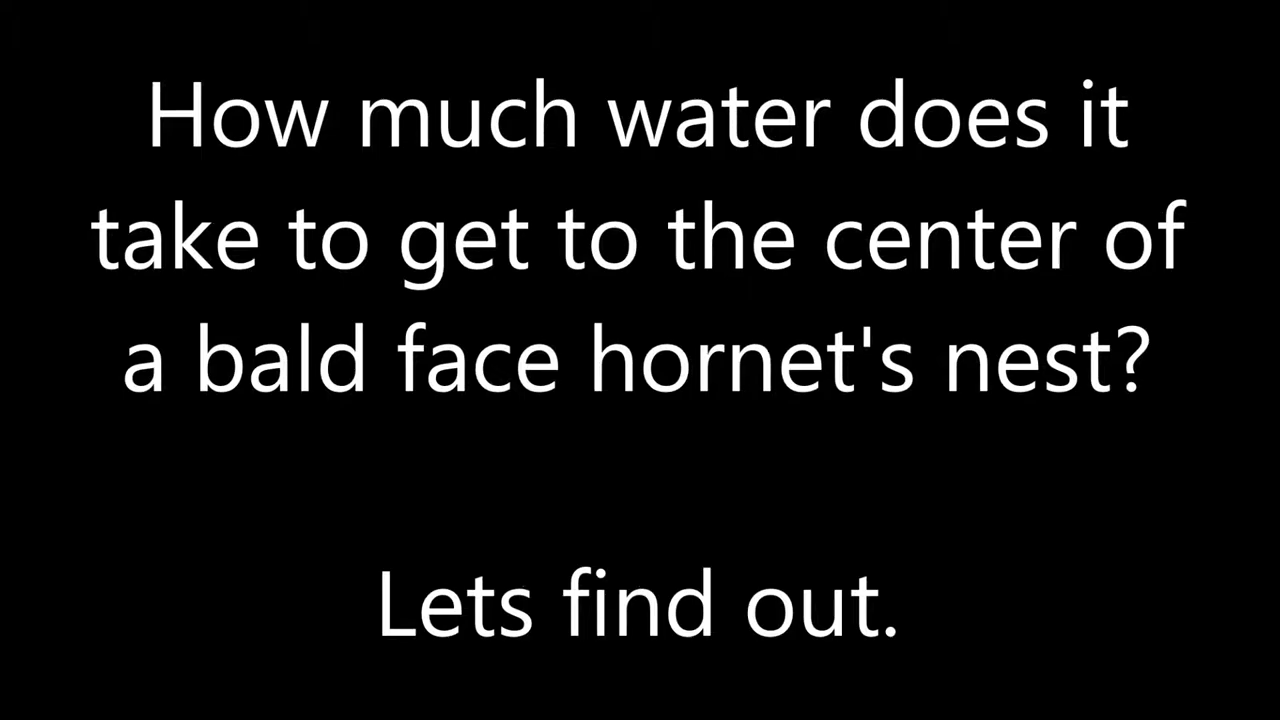 How much water does it
take to get to the center of
a bald face hornet's nest?
Lets find out.